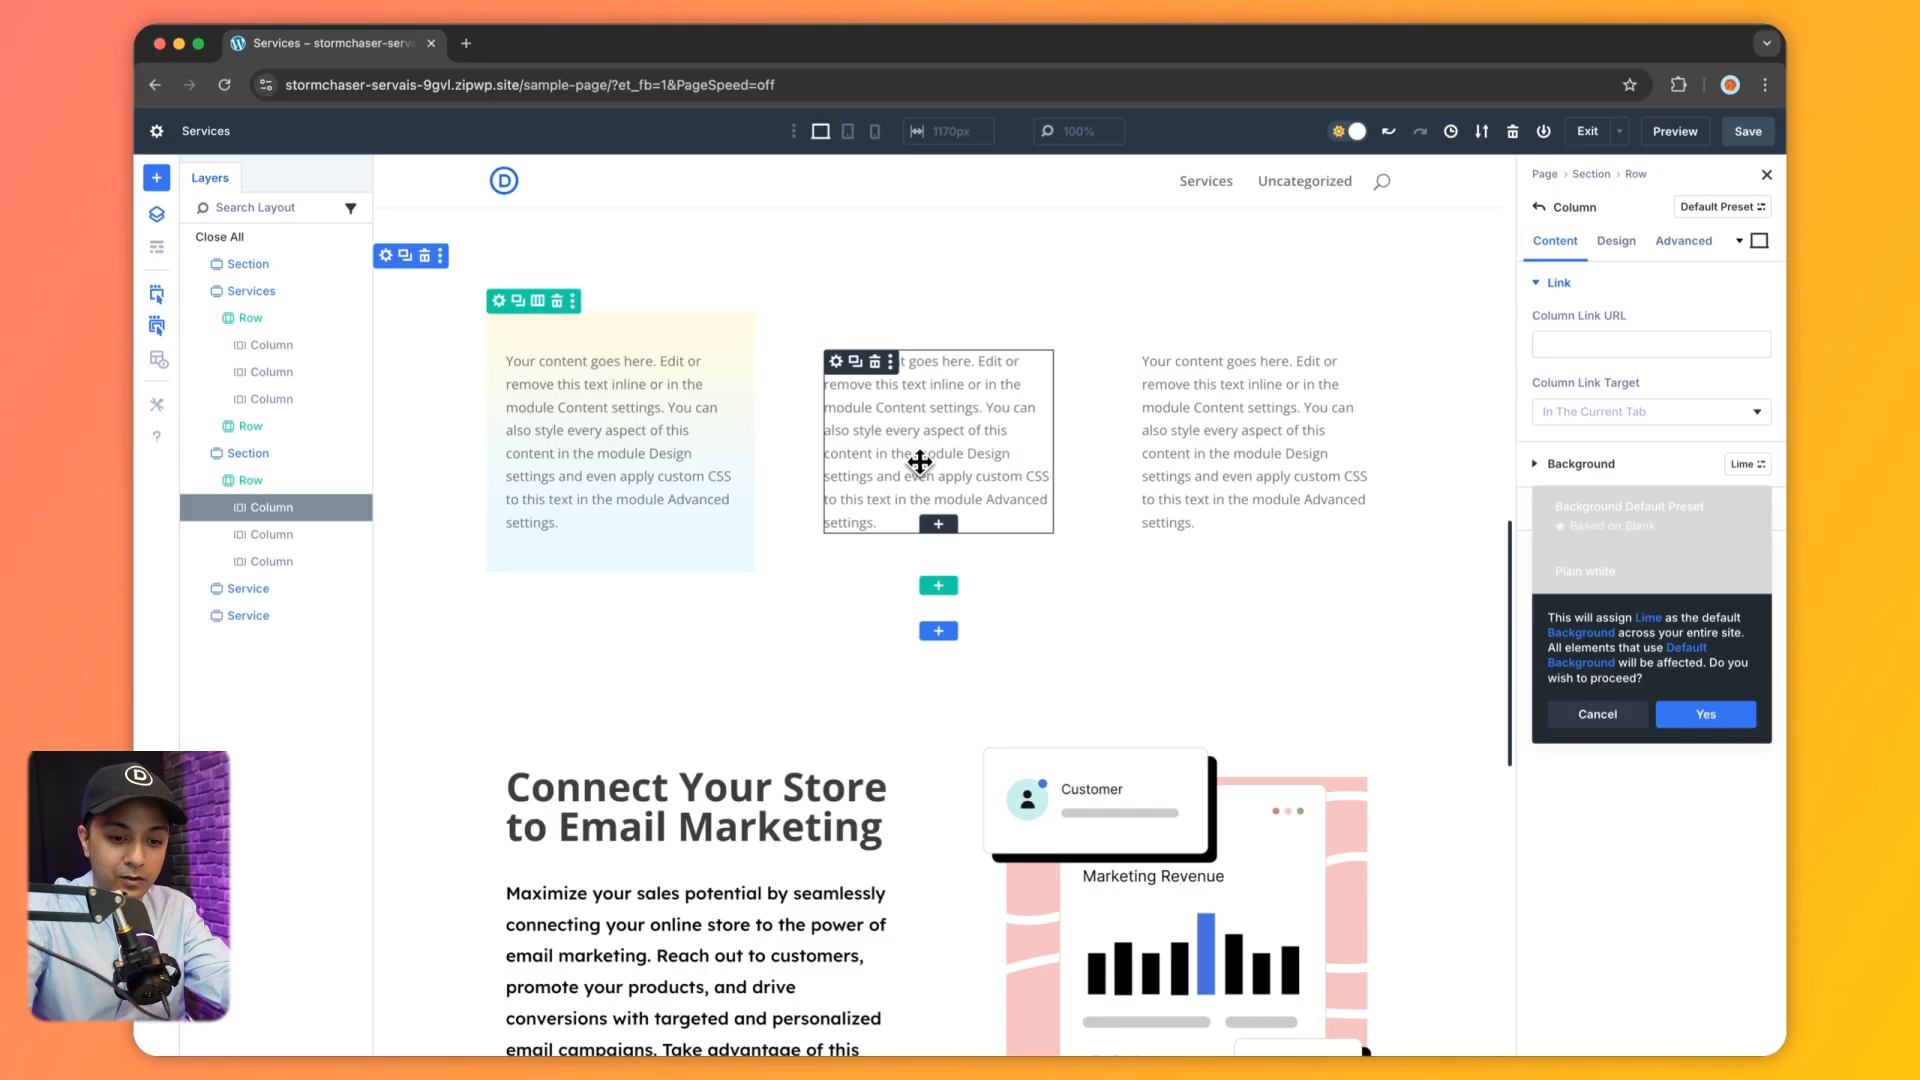 Services – stormchaser-serv
stormchaser-servais-9gvl.zipwp.site/sample-page/?et_fb=1&PageSpeed=off
Services
1170px
100%
Exit
Preview
Save
Layers
Search Layout
Close All
Section
Services
Row
Column
Column
Column
Row
Section
Row
Column
Column
Column
Service
Service
D
Services
Uncategorized
Your content goes here. Edit or
remove this text inline or in the
module Content settings. You can
also style every aspect of this
content in the module Design
settings and even apply custom CSS
to this text in the module Advanced
settings.
t goes here. Edit or
remove this text inline or in the
module Content settings. You can
also style every aspect of this
content in the module Design
settings and even apply custom CSS
to this text in the module Advanced
settings.
Your content goes here. Edit or
remove this text inline or in the
module Content settings. You can
also style every aspect of this
content in the module Design
settings and even apply custom CSS
to this text in the module Advanced
settings.
Connect Your Store
to Email Marketing
Maximize your sales potential by seamlessly
connecting your online store to the power of
email marketing. Reach out to customers,
promote your products, and drive
conversions with targeted and personalized
email campaigns. Take advantage of this
Customer
Marketing Revenue
Page > Section > Row
Column
Default Preset
Content
Design
Advanced
Link
Column Link URL
Column Link Target
In The Current Tab
Background
Lime
Background Default Preset
Based on:Blank
Plain white
This will assign Lime as the default
Background across your entire site.
All elements that use Default
Background will be affected. Do you
wish to proceed?
Cancel
Yes
D